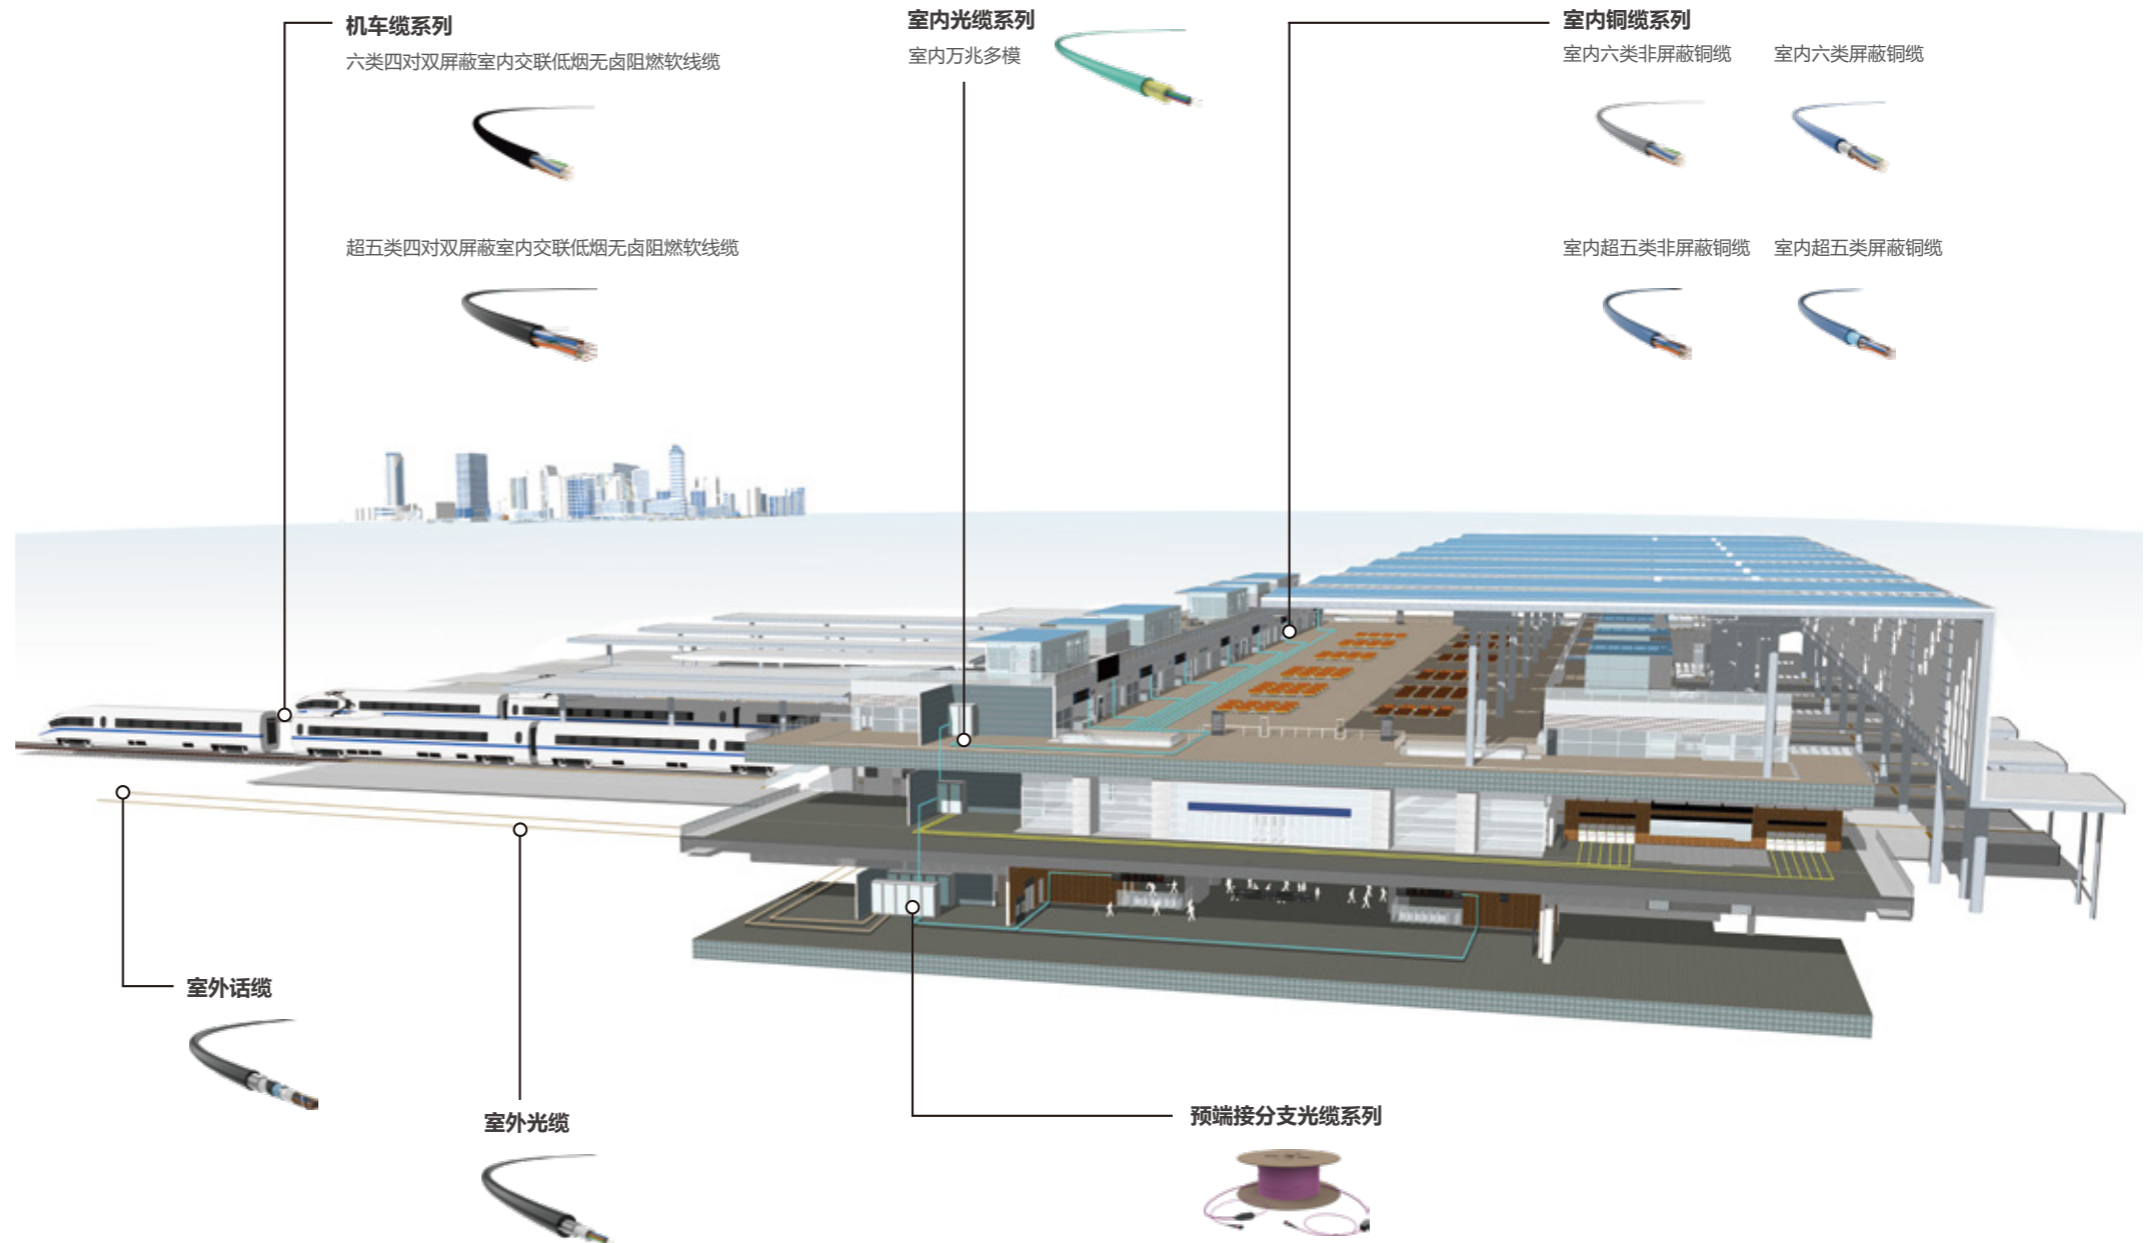 机车缆系列
六类四对双屏蔽室内交联低烟无卤阻燃软线缆
超五类四对双屏蔽室内交联低烟无卤阻燃软线缆
室内光缆系列
室内万兆多模
室内铜缆系列
室内六类非屏蔽铜缆
室内六类屏蔽铜缆
室内超五类非屏蔽铜缆
室内超五类屏蔽铜缆
室外话缆
室外光缆
预端接分支光缆系列